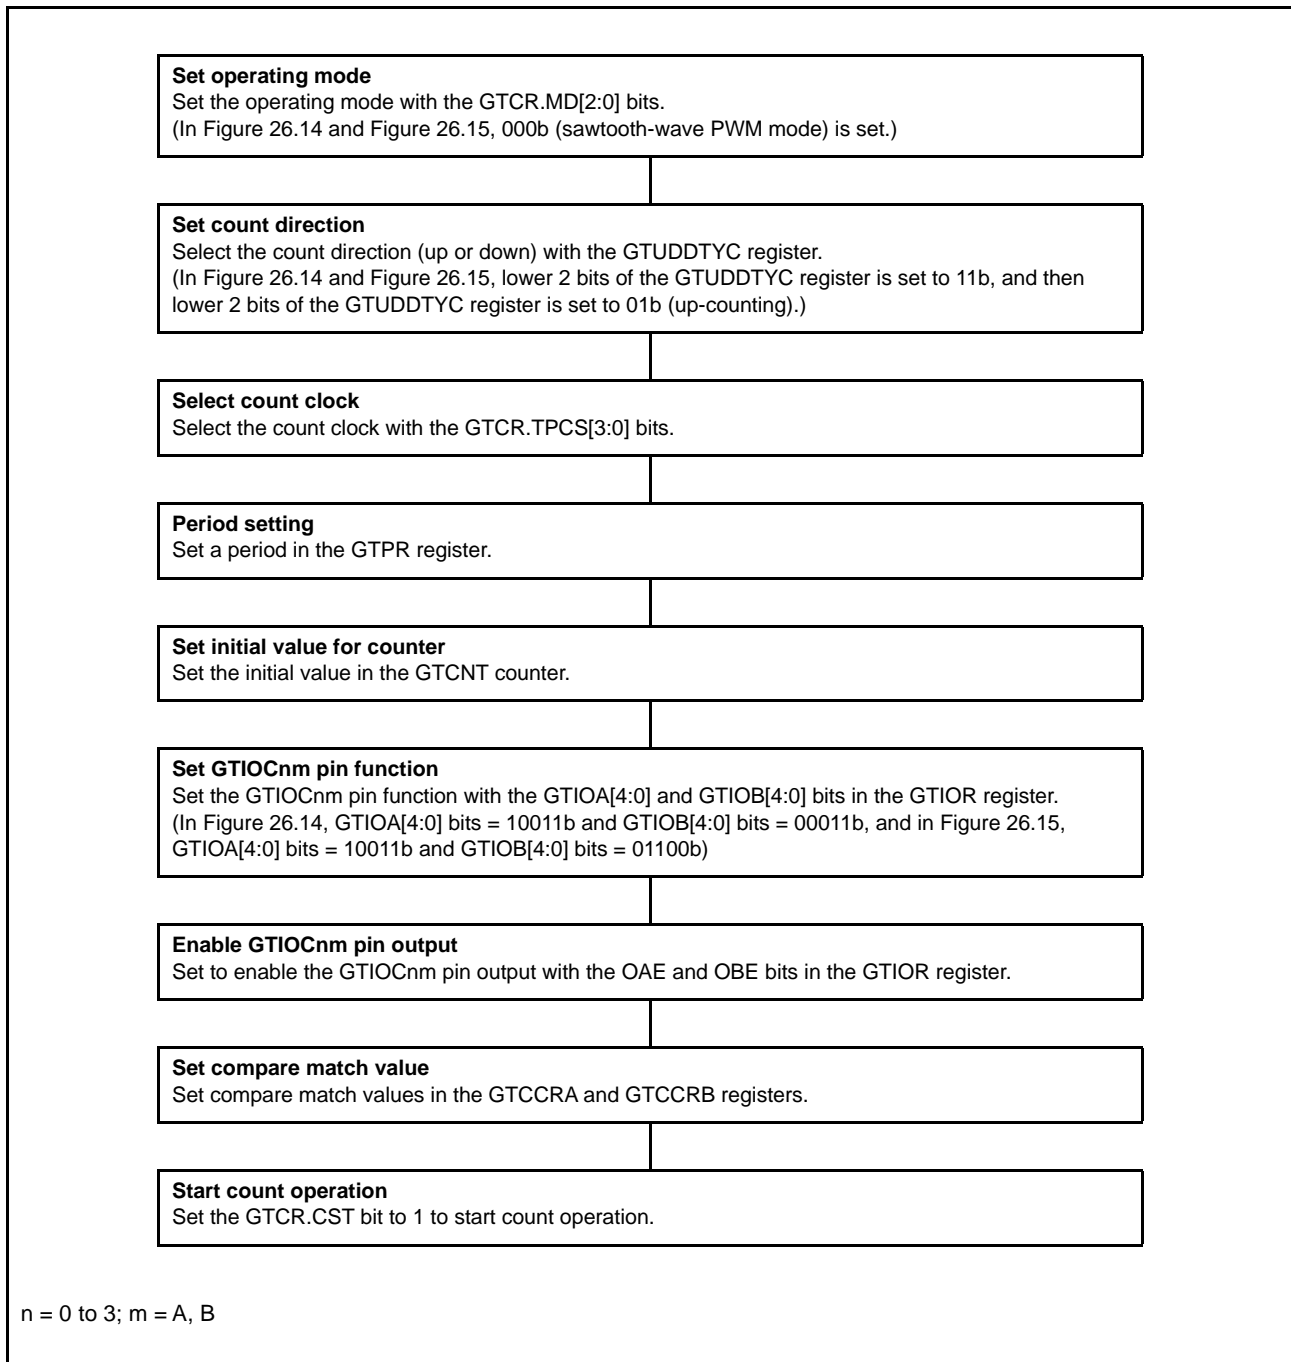 Set operating mode
Set the operating mode with the GTCR.MD[2:0] bits.
(In Figure 26.14 and Figure 26.15, 000b (sawtooth-wave PWM mode) is set.)
Set count direction
Select the count direction (up or down) with the GTUDDTYC register.
(In Figure 26.14 and Figure 26.15, lower 2 bits of the GTUDDTYC register is set to 11b, and then
lower 2 bits of the GTUDDTYC register is set to 01b (up-counting).)
Select count clock
Select the count clock with the GTCR.TPCS[3:0] bits.
Period setting
Set a period in the GTPR register.
Set initial value for counter
Set the initial value in the GTCNT counter.
Set GTIOCnm pin function
Set the GTIOCnm pin function with the GTIOA[4:0] and GTIOB[4:0] bits in the GTIOR register.
(In Figure 26.14, GTIOA[4:0] bits = 10011b and GTIOB[4:0] bits = 00011b, and in Figure 26.15,
GTIOA[4:0] bits = 10011b and GTIOB[4:0] bits = 01100b)
Enable GTIOCnm pin output
Set to enable the GTIOCnm pin output with the OAE and OBE bits in the GTIOR register.
Set compare match value
Set compare match values in the GTCCRA and GTCCRB registers.
Start count operation
Set the GTCR.CST bit to 1 to start count operation.
n = 0 to 3; m = A, B